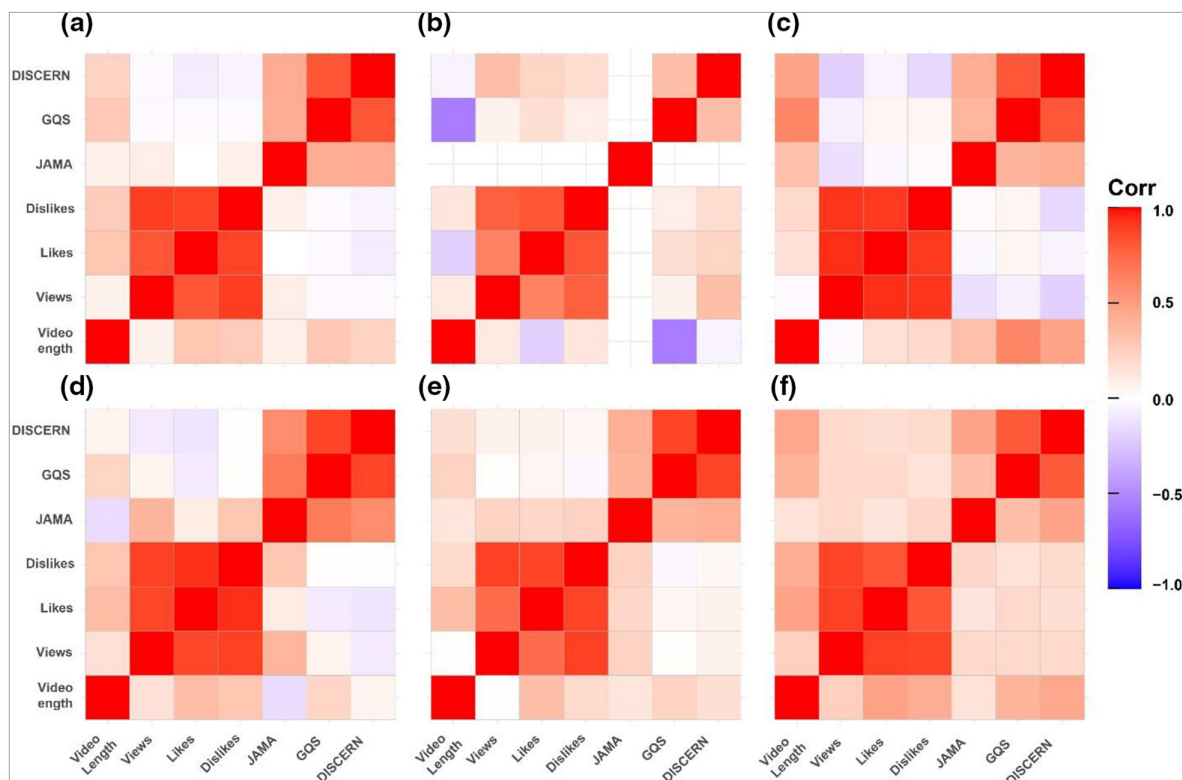 (a)
(b)
(c)
DISCERN
GQS
JAMA
Dislikes
Likes
Views
Video
ength
(d)
(e)
(f)
DISCERN
GQS
JAMA
Dislikes
Likes
Views
Video
ength
Video
Length
Views
Likes
Dislikes
JAMA
GQS
DISCERN
Video
Length
Views
Likes
Dislikes
JAMA
GQS
DISCERN
Video
Length
Views
Likes
Dislikes
JAMA
GQS
DISCERN
Corr
1.0
0.5
0.0
−0.5
−1.0